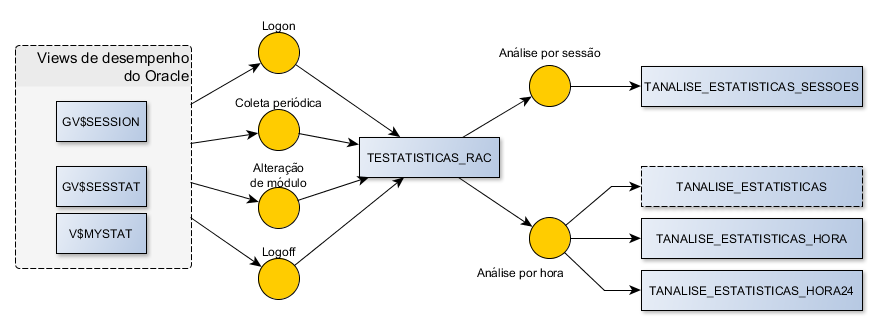 Views de desempenho
do Oracle
GV$SESSION
GV$SESSTAT
V$MYSTAT
Logon
Coleta periódica
Alteração
de módulo
Logoff
TESTATISTICAS_RAC
Análise por sessão
Análise por hora
TANALISE_ESTATISTICAS_SESSOES
TANALISE_ESTATISTICAS
TANALISE_ESTATISTICAS_HORA
TANALISE_ESTATISTICAS_HORA24